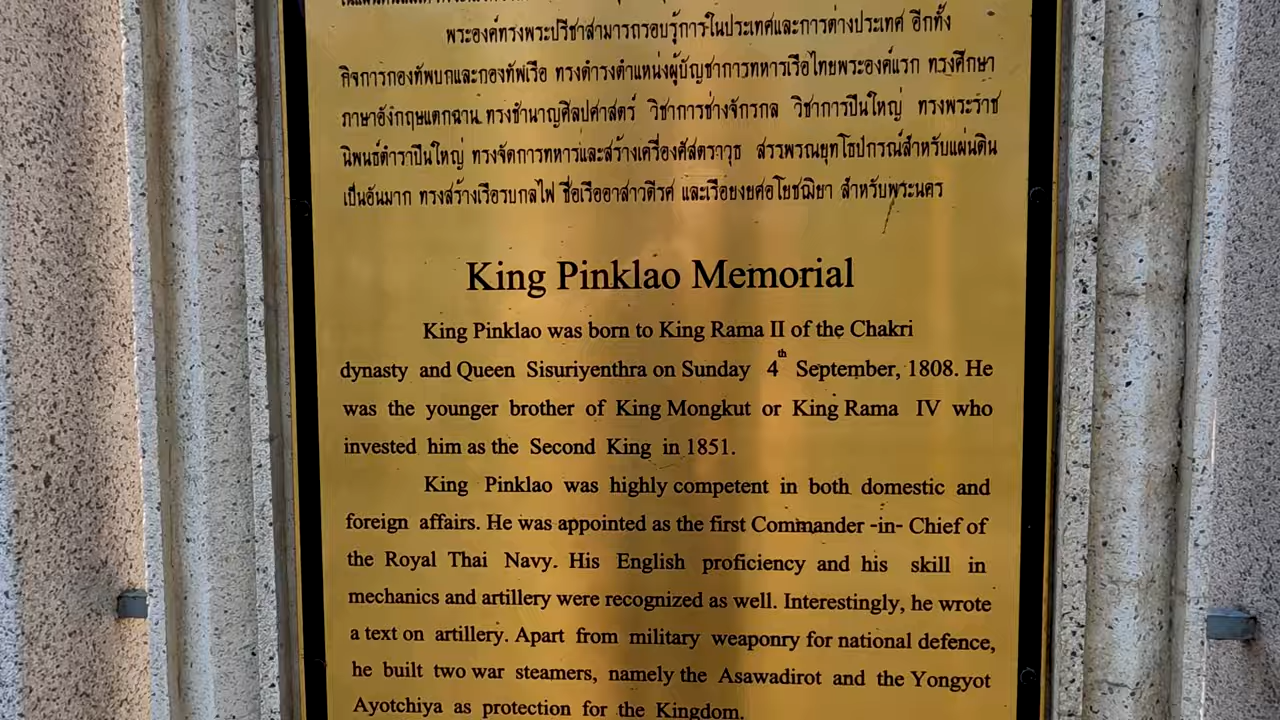 พระองค์ทรงพระปรีชาสามารถรอบรู้การในประเทศและการต่างประเทศ อีกทั้ง
กิจการกองทัพบกและกองทัพเรือ ทรงดำรงตำแหน่งผู้บัญชาการทหารเรือไทยพระองค์แรก ทรงศึกษา
ภาษาอังกฤษแตกฉาน ทรงชำนาญศิลปศาสตร์ วิชาการช่างจักรกล วิชาการปืนใหญ่ ทรงพระราช
นิพนธ์ตำราปืนใหญ่ ทรงจัดการทหารและสร้างเครื่องศัสตราวุธ สรรพรณยุทโธปกรณ์สำหรับแผ่นดิน
เป็นอันมาก ทรงสร้างเรือรบกลไฟ ชื่อเรืออาสาวดีรศ และเรือยงยศอโยชฌิยา สำหรับพระนคร
King Pinklao Memorial
King Pinklao was born to King Rama II of the Chakri
dynasty and Queen Sisuriyenthra on Sunday 4th September, 1808. He
was the younger brother of King Mongkut or King Rama IV who
invested him as the Second King in 1851.
King Pinklao was highly competent in both domestic and
foreign affairs. He was appointed as the first Commander -in- Chief of
the Royal Thai Navy. His English proficiency and his skill in
mechanics and artillery were recognized as well. Interestingly, he wrote
a text on artillery. Apart from military weaponry for national defence,
he built two war steamers, namely the Asawadirot and the Yongyot
Ayotchiya as protection for the Kingdom.